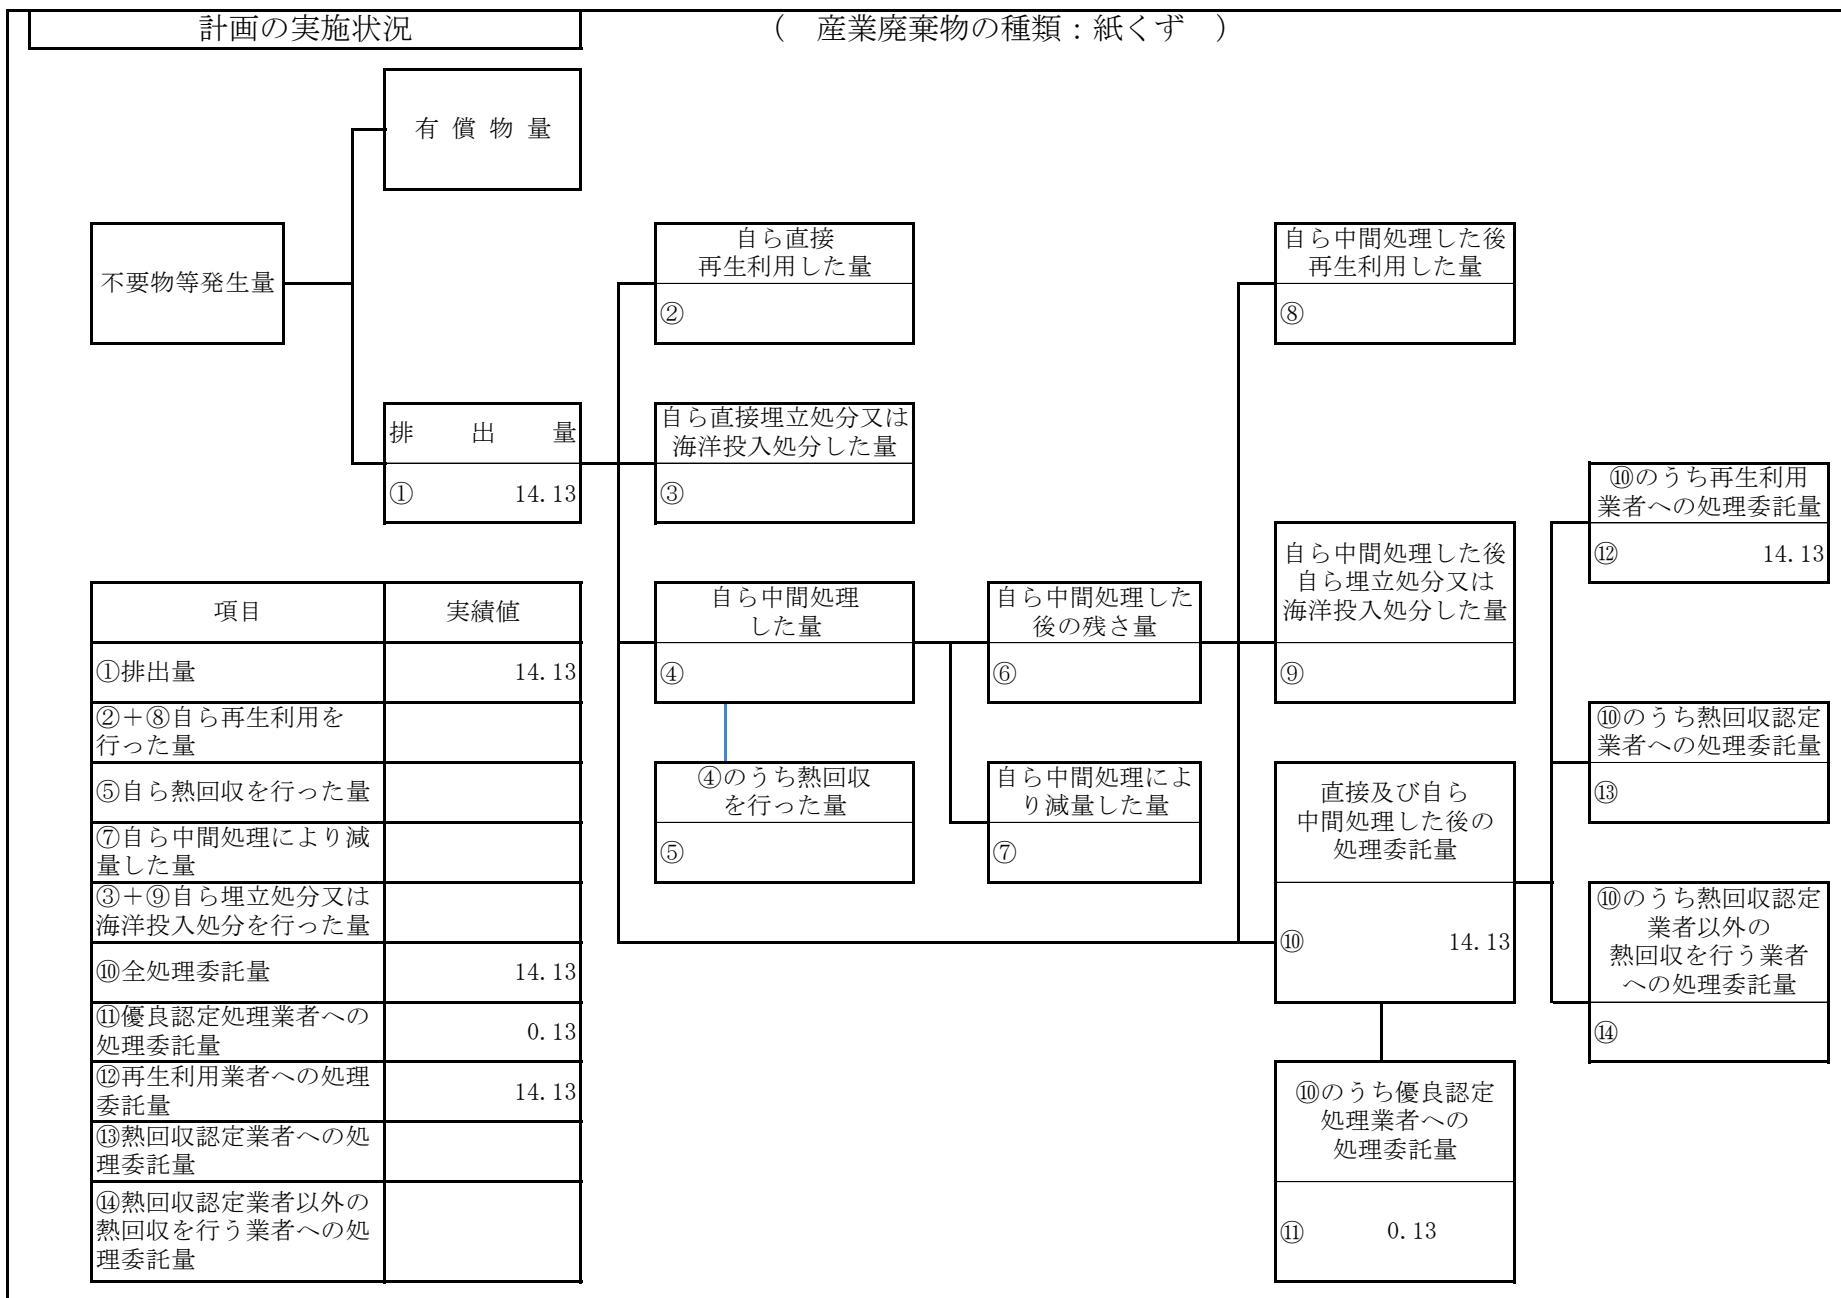 計画の実施状況
（　産業廃棄物の種類：紙くず　）
有 償 物 量
不要物等発生量
自ら直接
再生利用した量
②
自ら中間処理した後
再生利用した量
⑧
排　出　量
① 14.13
自ら直接埋立処分又は
海洋投入処分した量
③
⑩のうち再生利用
業者への処理委託量
⑫ 14.13
自ら中間処理した後
自ら埋立処分又は
海洋投入処分した量
⑨
自ら中間処理
した量
④
自ら中間処理した
後の残さ量
⑥
⑩のうち熱回収認定
業者への処理委託量
⑬
④のうち熱回収
を行った量
⑤
自ら中間処理によ
り減量した量
⑦
直接及び自ら
中間処理した後の
処理委託量
⑩ 14.13
⑩のうち熱回収認定
業者以外の
熱回収を行う業者
への処理委託量
⑭
⑩のうち優良認定
処理業者への
処理委託量
⑪ 0.13
項目 実績値
①排出量 14.13
②＋⑧自ら再生利用を
行った量
⑤自ら熱回収を行った量
⑦自ら中間処理により減
量した量
③＋⑨自ら埋立処分又は
海洋投入処分を行った量
⑩全処理委託量 14.13
⑪優良認定処理業者への
処理委託量 0.13
⑫再生利用業者への処理
委託量 14.13
⑬熱回収認定業者への処
理委託量
⑭熱回収認定業者以外の
熱回収を行う業者への処
理委託量